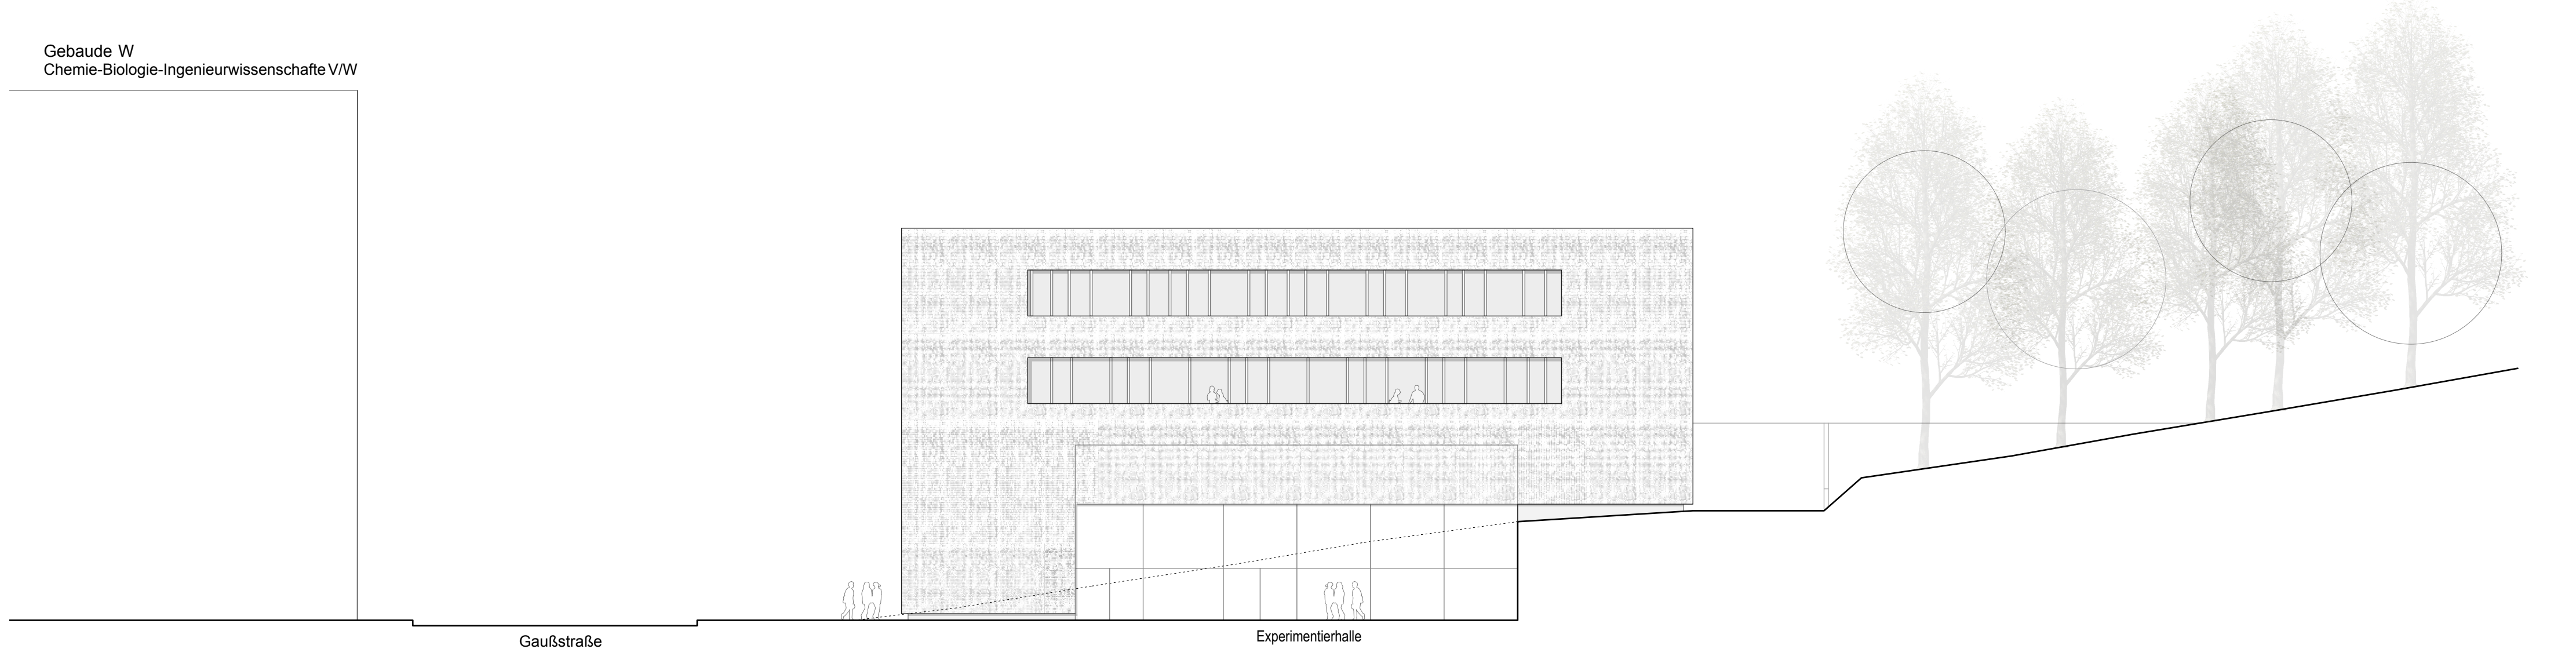 Gebaude W
Chemie-Biologie-Ingenieurwissenschafte V/W
Gaußstraße
Experimentierhalle